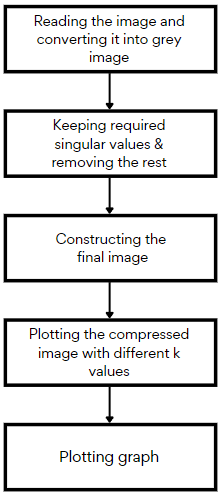 Reading the image and
converting it into grey
image
Keeping required
singular values &
removing the rest
Constructing the
final image
Plotting the compressed
image with different k
values
Plotting graph